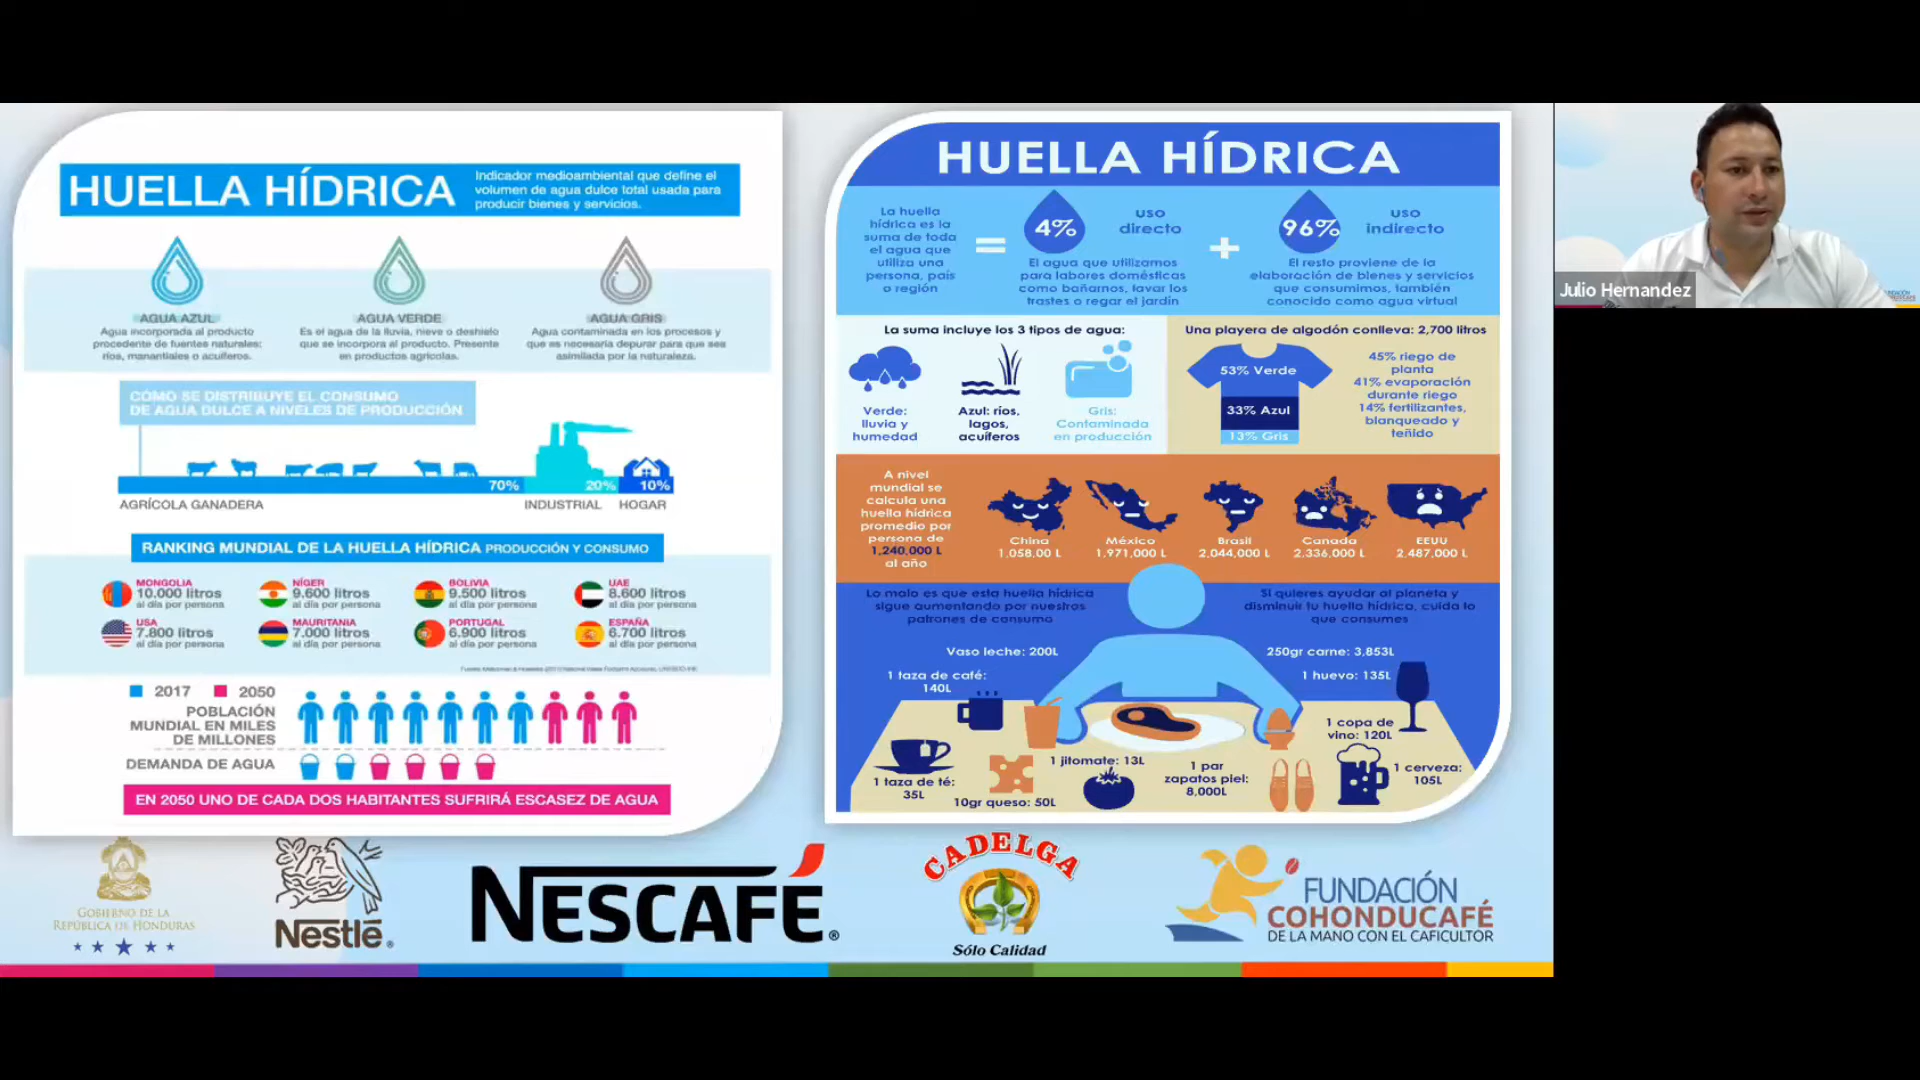 HUELLA HÍDRICA
Indicador medioambiental que define el
volumen de agua dulce total usada para
producir bienes y servicios.
AGUA AZUL
Agua incorporada al producto
procedente de fuentes naturales:
ríos, manantiales o acuíferos.
AGUA VERDE
Es el agua de la lluvia, nieve o deshielo
que se incorpora al producto. Presente
en productos agrícolas.
AGUA GRIS
Agua contaminada en los procesos y
que es necesaria depurar para que sea
asimilada por la naturaleza.
CÓMO SE DISTRIBUYE EL CONSUMO
DE AGUA DULCE A NIVELES DE PRODUCCIÓN
70% 20% 10%
AGRÍCOLA GANADERA INDUSTRIAL HOGAR
RANKING MUNDIAL DE LA HUELLA HÍDRICA PRODUCCIÓN Y CONSUMO
MONGOLIA
10.000 litros
al día por persona
NÍGER
9.600 litros
al día por persona
BOLIVIA
9.500 litros
al día por persona
UAE
8.600 litros
al día por persona
USA
7.800 litros
al día por persona
MAURITANIA
7.000 litros
al día por persona
PORTUGAL
6.900 litros
al día por persona
ESPAÑA
6.700 litros
al día por persona
2017 2050
POBLACIÓN
MUNDIAL EN MILES
DE MILLONES
DEMANDA DE AGUA
EN 2050 UNO DE CADA DOS HABITANTES SUFRIRÁ ESCASEZ DE AGUA
HUELLA HÍDRICA
La huella
hídrica es la
suma de toda
el agua que
utiliza una
persona, país
o región
=
4%
uso
directo
El agua que utilizamos
para labores domésticas
como bañarnos, lavar los
trastes o regar el jardín
+
96%
uso
indirecto
El resto proviene de la
elaboración de bienes y servicios
que consumimos, también
conocido como agua virtual
La suma incluye los 3 tipos de agua:
Verde:
lluvia y
humedad
Azul: ríos,
lagos,
acuíferos
Gris:
Contaminada
en producción
Una playera de algodón conlleva: 2,700 litros
53% Verde
33% Azul
13% Gris
45% riego de
planta
41% evaporación
durante riego
14% fertilizantes,
blanqueado y
teñido
A nivel
mundial se
calcula una
huella hídrica
promedio por
persona de
1,240,000 L
al año
China
1,058,00 L
México
1,971,000 L
Brasil
2,044,000 L
Canada
2,336,000 L
EEUU
2,487,000 L
Lo malo es que esta huella hídrica
sigue aumentando por nuestros
patrones de consumo
Si quieres ayudar al planeta y
disminuir tu huella hídrica, cuida lo
que consumes
Vaso leche: 200L
250gr carne: 3,853L
1 taza de café:
140L
1 huevo: 135L
1 copa de
vino: 120L
1 taza de té:
35L
10gr queso: 50L
1 jitomate: 13L
1 par
zapatos piel:
8,000L
1 cerveza:
105L
GOBIERNO DE LA
REPÚBLICA DE HONDURAS
Nestlé®
NESCAFÉ®
CADELGA
Sólo Calidad
FUNDACIÓN
COHONDUCAFÉ
DE LA MANO CON EL CAFICULTOR
Julio Hernandez